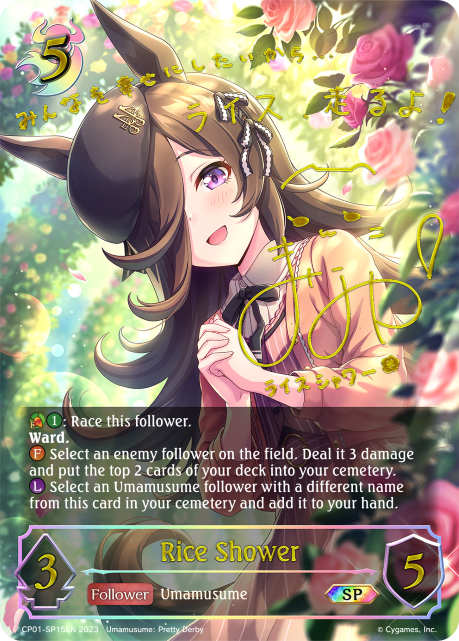 5
みんなを幸せにしたいから...
ライス、走るよ!
ライスシャワー
1: Race this follower.
Ward.
F Select an enemy follower on the field. Deal it 3 damage
and put the top 2 cards of your deck into your cemetery.
L Select an Umamusume follower with a different name
from this card in your cemetery and add it to your hand.
Rice Shower
3
Follower Umamusume
SP
5
CP01-SP15EN 2023 Umamusume: Pretty Derby
© Cygames, Inc.